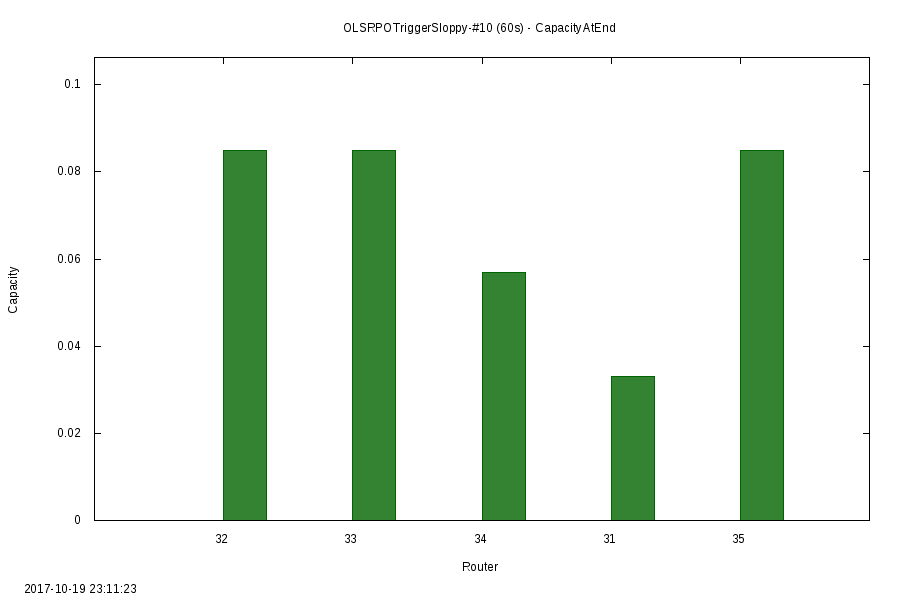 OLSRPOTriggerSloppy-#10 (60s) - CapacityAtEnd
0.1
0.08
0.06
0.04
0.02
0
Capacity
32 33 34 31 35
Router
2017-10-19 23:11:23